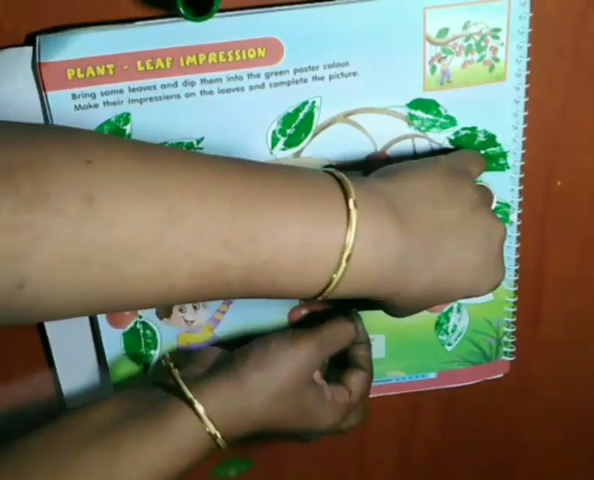 PLANT - LEAF IMPRESSION
Bring some leaves and dip them into the green poster colour
Make their impressions on the leaves and complete the picture.